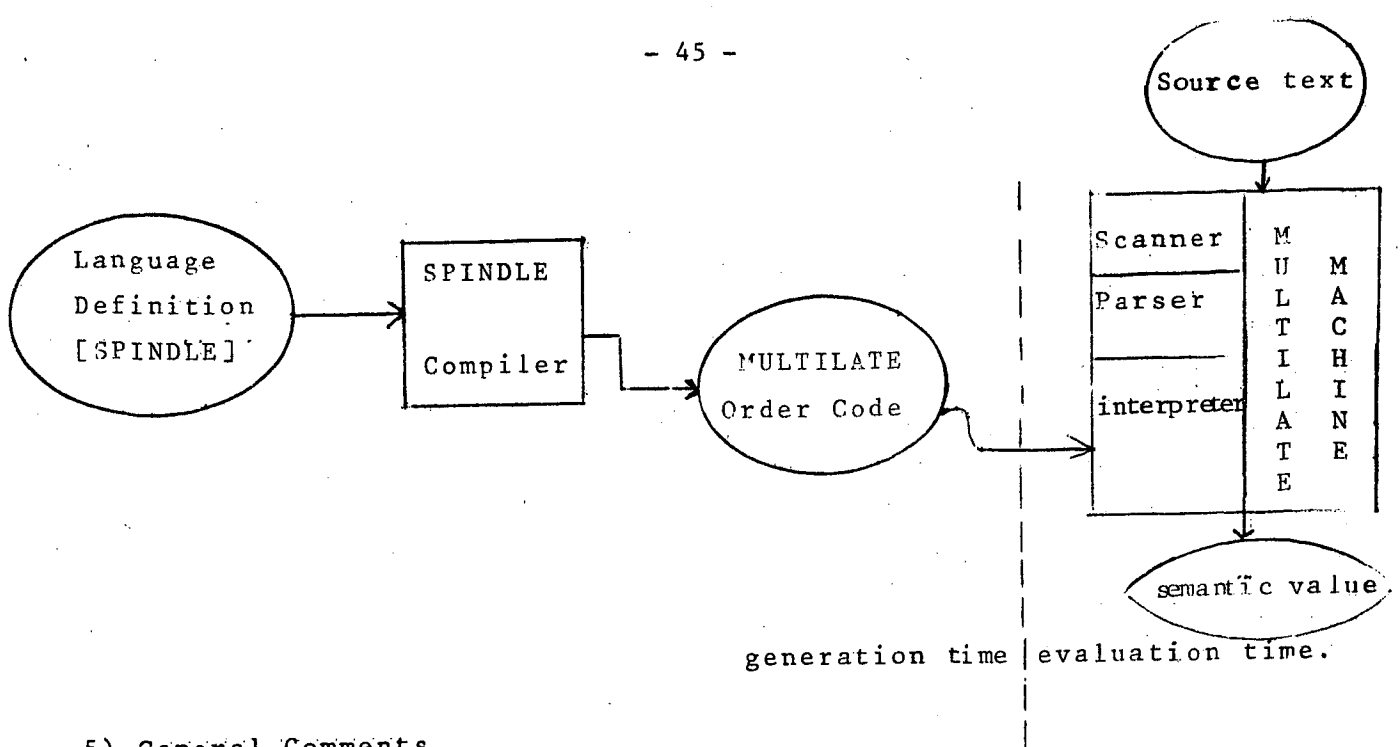 - 45 -
Source text
Language
Definition
[SPINDLE]
SPINDLE
Compiler
MULTILATE
Order Code
Scanner
Parser
interpreter
MULTILATE
MACHINE
semantic value.
generation time evaluation time.
5) General Comments